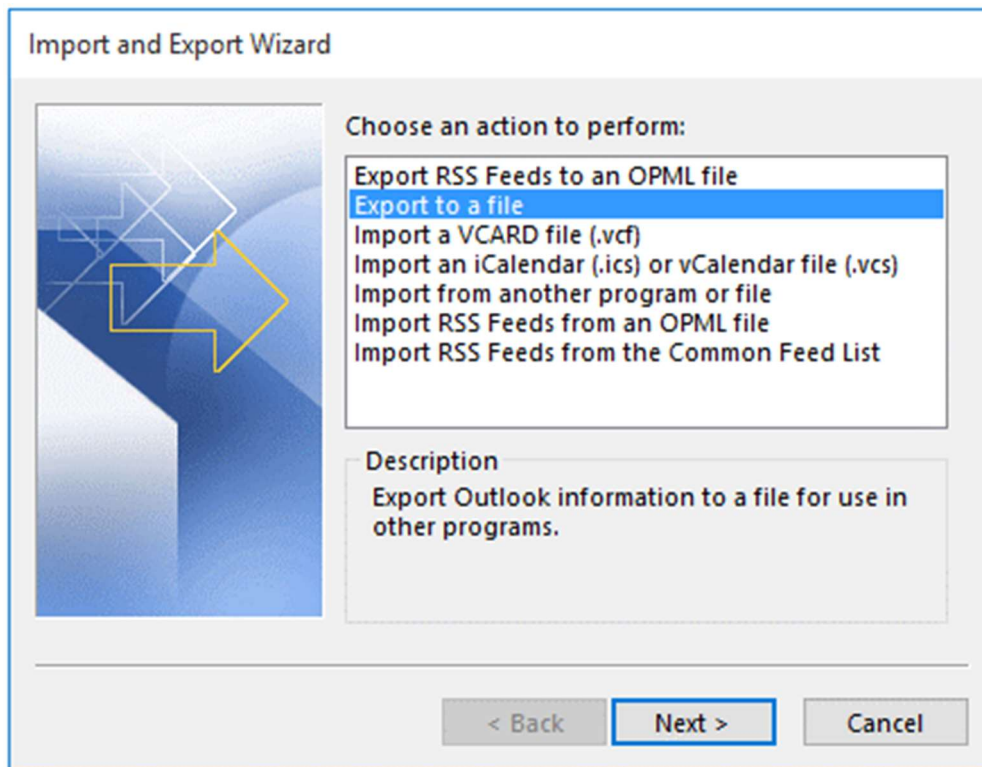 Import and Export Wizard
Choose an action to perform:
Export RSS Feeds to an OPML file
Export to a file
Import a VCARD file (.vcf)
Import an iCalendar (.ics) or vCalendar file (.vcs)
Import from another program or file
Import RSS Feeds from an OPML file
Import RSS Feeds from the Common Feed List
Description
Export Outlook information to a file for use in
other programs.
< Back
Next >
Cancel